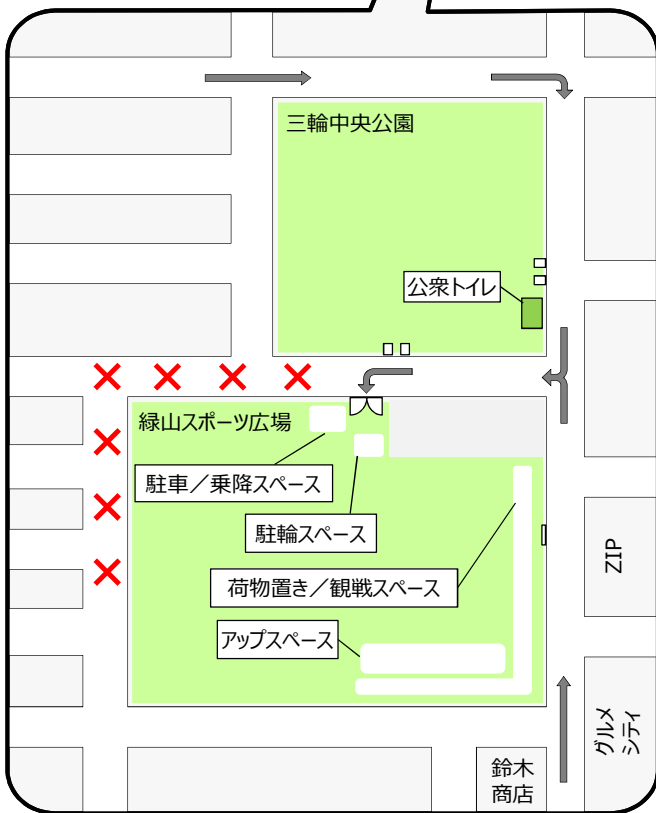 三輪中央公園
公衆トイレ
緑山スポーツ広場
駐車／乗降スペース
駐輪スペース
ZIP
荷物置き／観戦スペース
アップスペース
グルメ
シティ
鈴木
商店